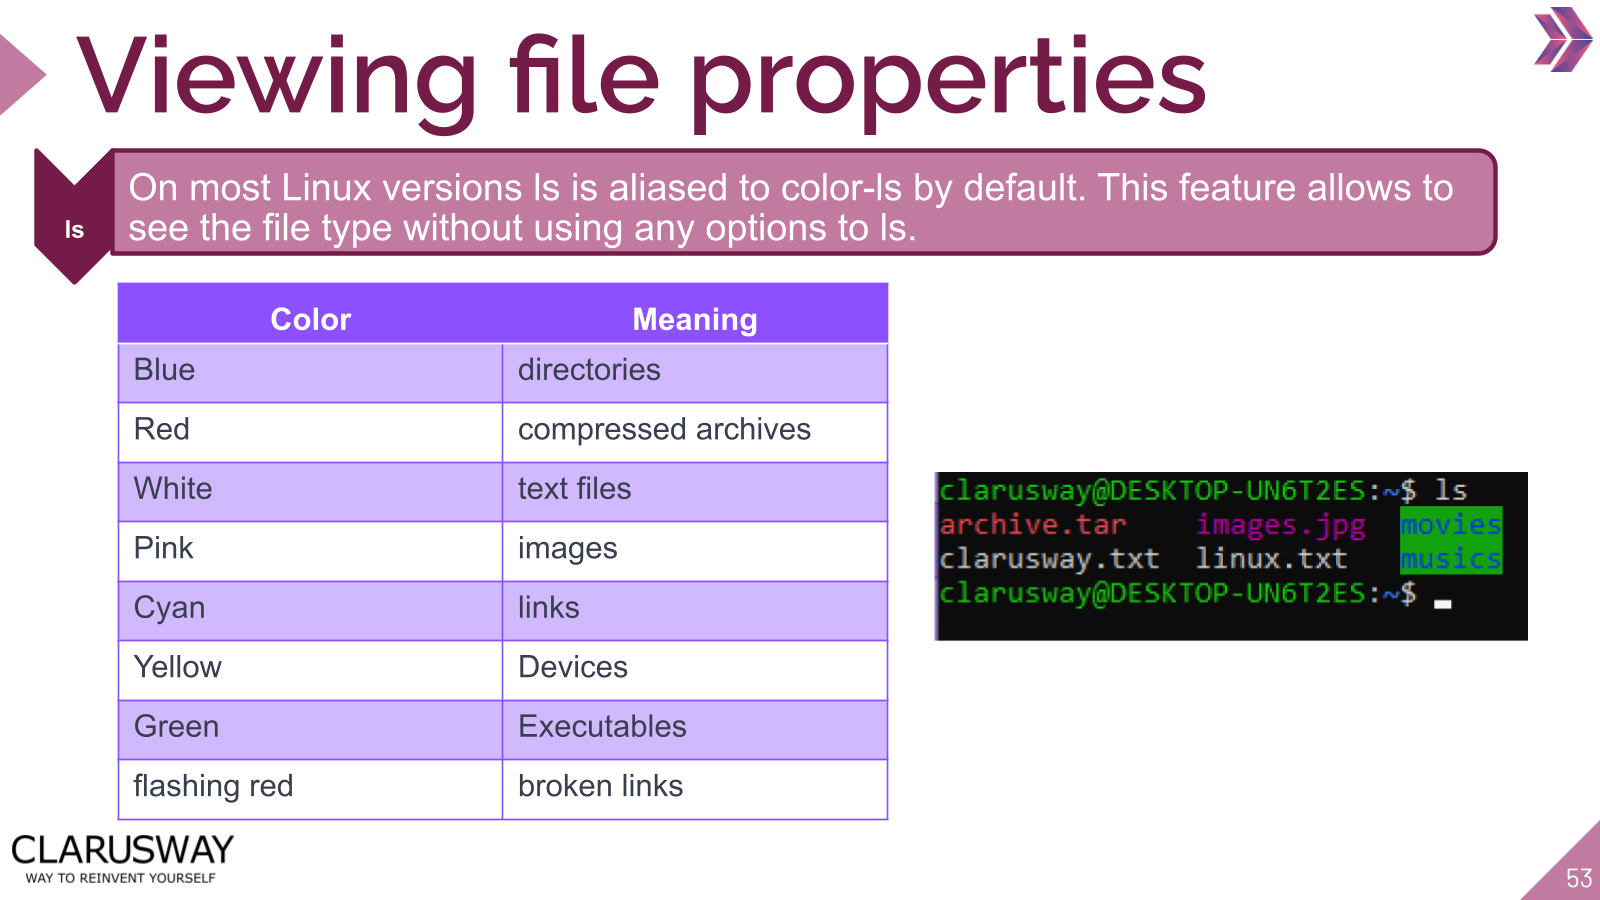 Viewing file properties
ls
On most Linux versions ls is aliased to color-ls by default. This feature allows to
see the file type without using any options to ls.
Color Meaning
Blue directories
Red compressed archives
White text files
Pink images
Cyan links
Yellow Devices
Green Executables
flashing red broken links
clarusway@DESKTOP-UN6T2ES:~$ ls
archive.tar images.jpg movies
clarusway.txt linux.txt musics
clarusway@DESKTOP-UN6T2ES:~$
CLARUSWAY
WAY TO REINVENT YOURSELF
53